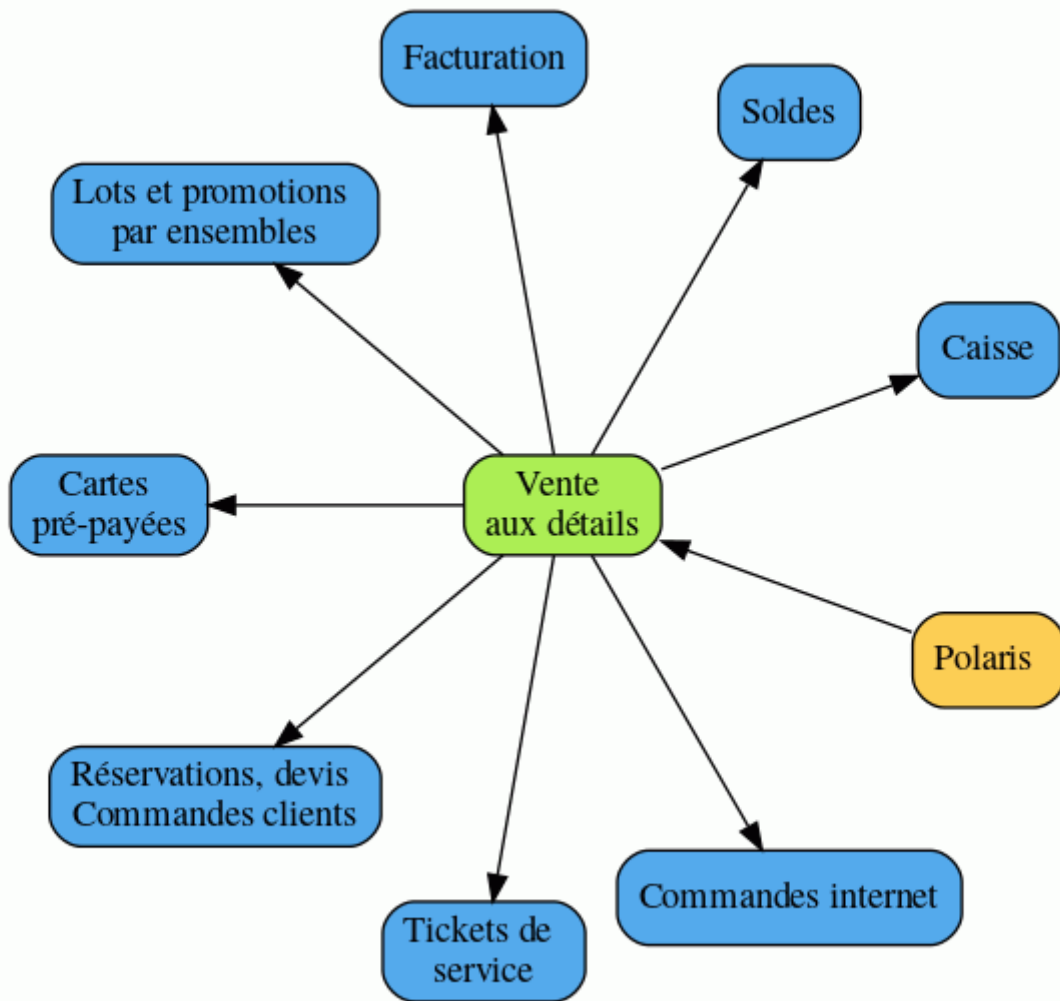 Facturation
Soldes
Lots et promotions
par ensembles
Caisse
Cartes
pré-payées
Vente
aux détails
Polaris
Réservations, devis
Commandes clients
Commandes internet
Tickets de
service